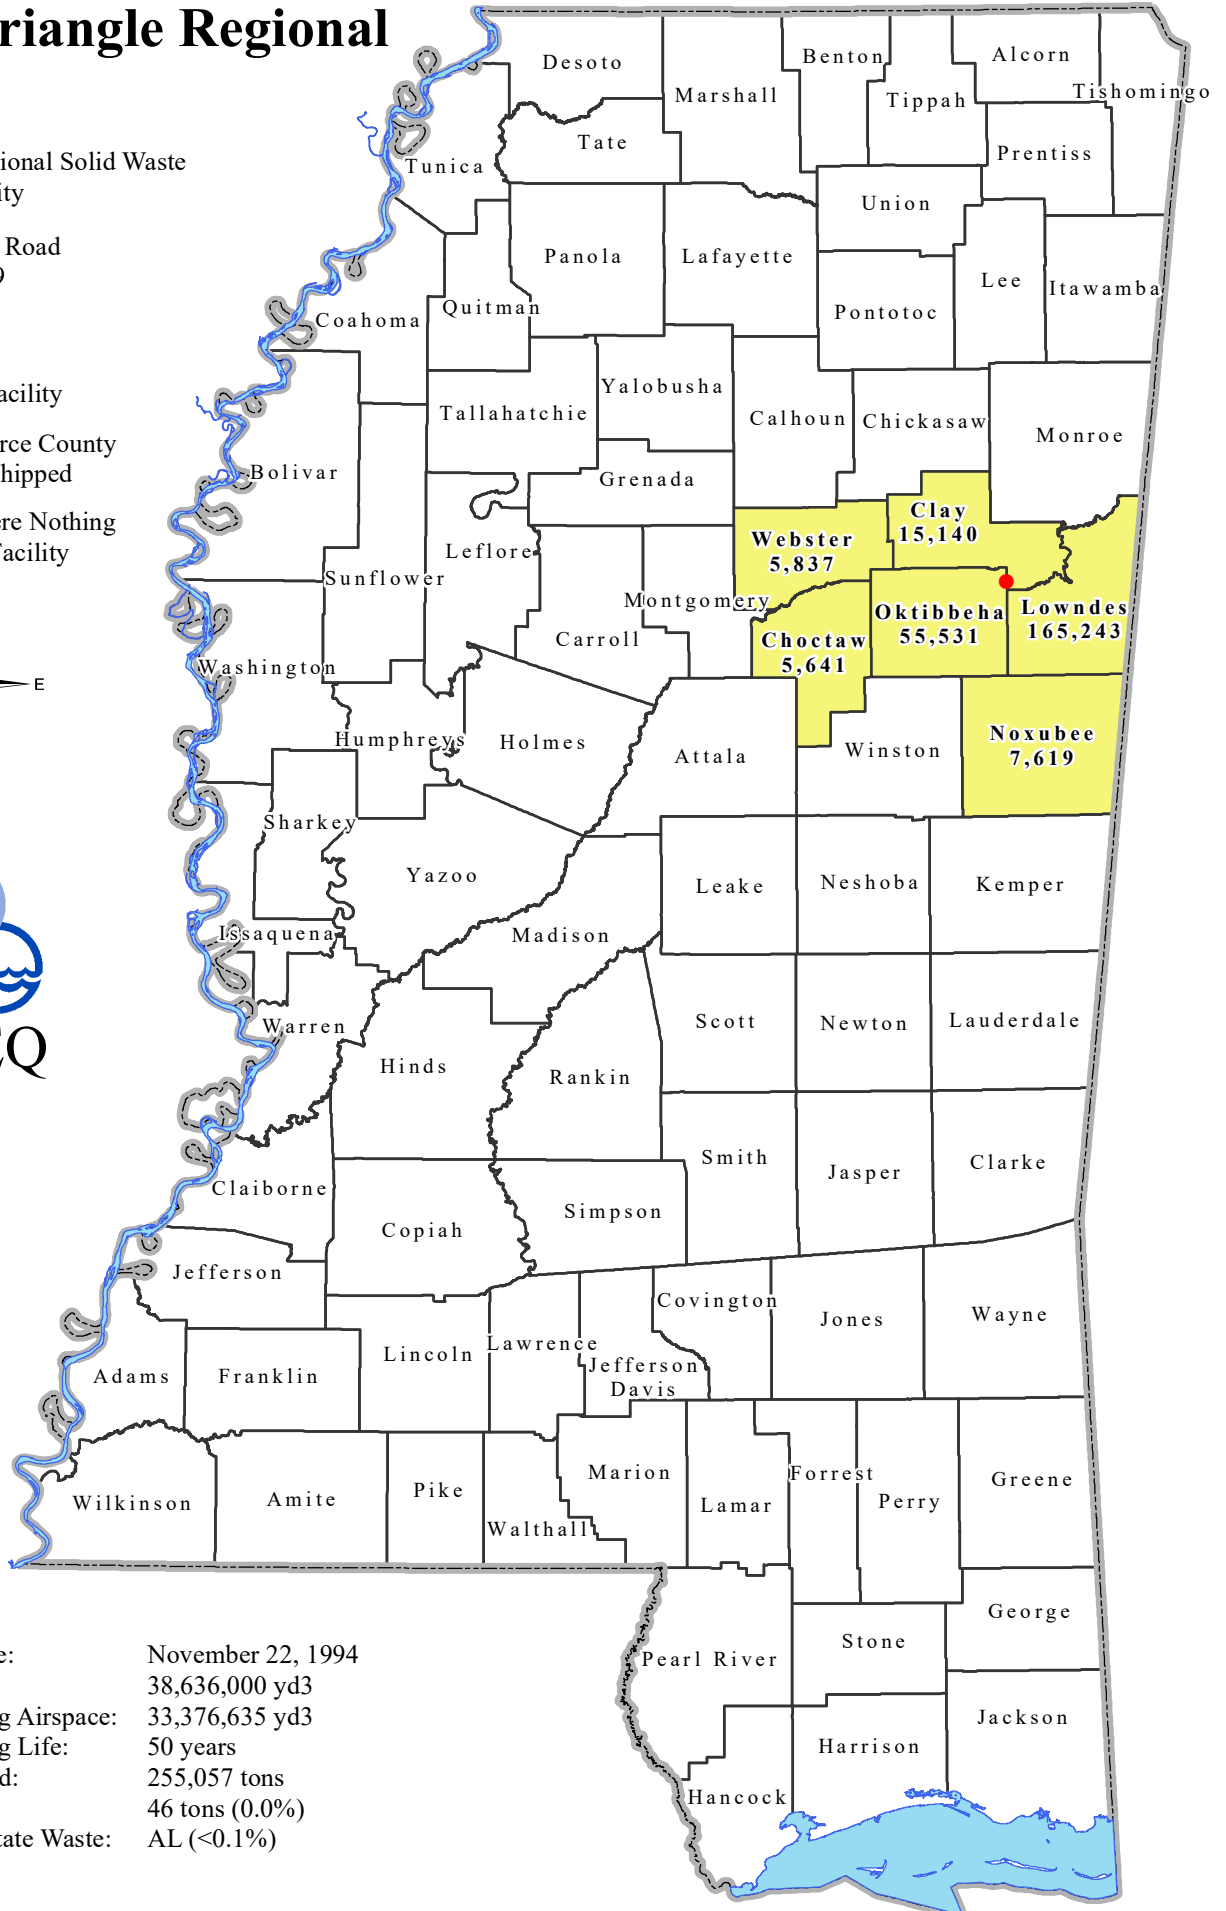 riangle Regional
ional Solid Waste
ity
Road
9
acility
rce County
hipped
ere Nothing
Facility
E
CQ
Desoto
Benton
Alcorn
Marshall
Tippah
Tishomingo
Tate
Tunica
Prentiss
Union
Panola
Lafayette
Lee
Itawamba
Quitman
Coahoma
Pontotoc
Yalobusha
Tallahatchie
Calhoun
Chickasaw
Monroe
Bolivar
Grenada
Clay
15,140
Webster
5,837
Leflore
Sunflower
Montgomery
Oktibbeha
55,531
Lowndes
165,243
Carroll
Choctaw
5,641
Washington
Humphreys
Holmes
Attala
Winston
Noxubee
7,619
Sharkey
Yazoo
Leake
Neshoba
Kemper
Issaquena
Madison
Warren
Scott
Newton
Lauderdale
Hinds
Rankin
Smith
Jasper
Clarke
Claiborne
Copiah
Simpson
Jefferson
Covington
Jones
Wayne
Lincoln
Lawrence
Jefferson
Davis
Adams
Franklin
Marion
Forrest
Greene
Wilkinson
Amite
Pike
Lamar
Perry
Walthall
George
Stone
Pearl River
Jackson
Harrison
Hancock
e: November 22, 1994
38,636,000 yd3
g Airspace: 33,376,635 yd3
g Life: 50 years
d: 255,057 tons
46 tons (0.0%)
tate Waste: AL (<0.1%)